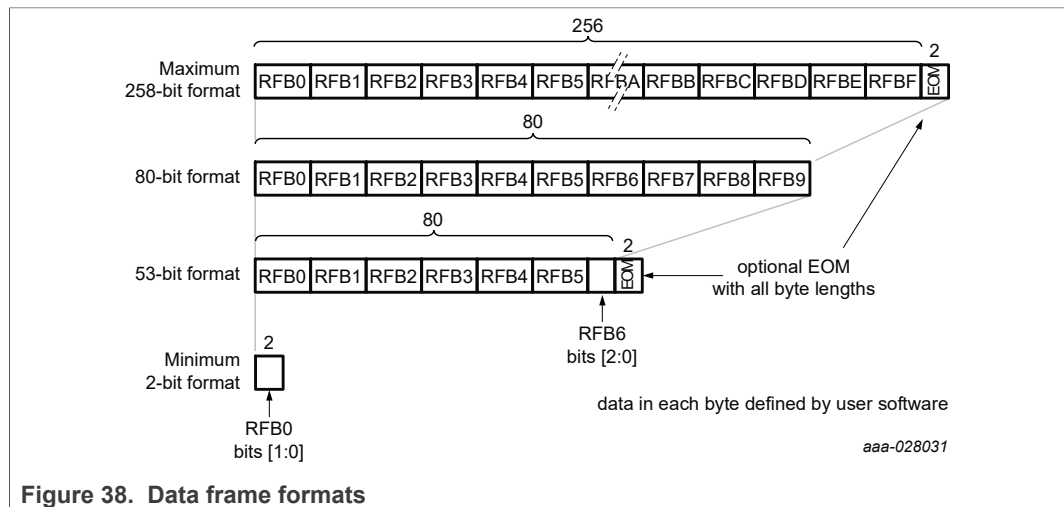 256
2
Maximum
258-bit format
RFB0 RFB1 RFB2 RFB3 RFB4 RFB5 RFBA RFBB RFBC RFBD RFBE RFBF EOM
80
80-bit format
RFB0 RFB1 RFB2 RFB3 RFB4 RFB5 RFB6 RFB7 RFB8 RFB9
80
2
53-bit format
RFB0 RFB1 RFB2 RFB3 RFB4 RFB5 EOM
optional EOM
with all byte lengths
RFB6
bits [2:0]
2
Minimum
2-bit format
RFB0
bits [1:0]
data in each byte defined by user software
aaa-028031
Figure 38. Data frame formats